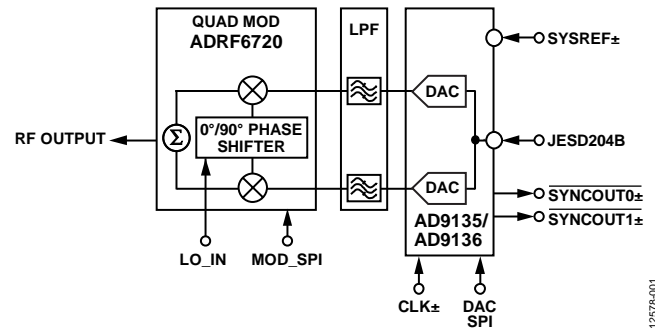 QUAD MOD
ADRF6720
LPF
SYSREF±
DAC
RF OUTPUT
Σ
0°/90° PHASE
SHIFTER
JESD204B
DAC
SYNCOUT0±
SYNCOUT1±
AD9135/
AD9136
LO_IN
MOD_SPI
CLK±
DAC
SPI
12578-001